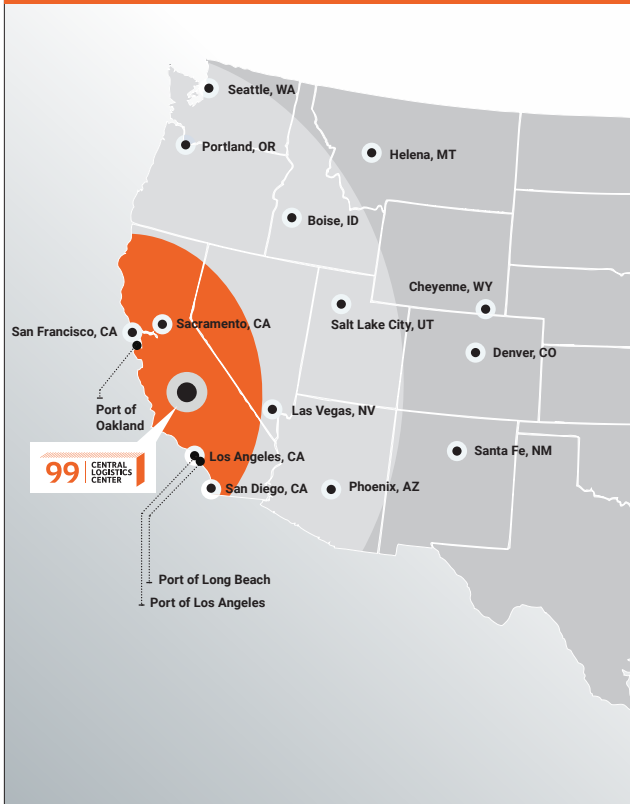 Seattle, WA
Portland, OR
Helena, MT
Boise, ID
Cheyenne, WY
San Francisco, CA
Sacramento, CA
Salt Lake City, UT
Denver, CO
Port of
Oakland
Las Vegas, NV
99 CENTRAL
LOGISTICS
CENTER
Los Angeles, CA
Santa Fe, NM
San Diego, CA
Phoenix, AZ
Port of Long Beach
Port of Los Angeles